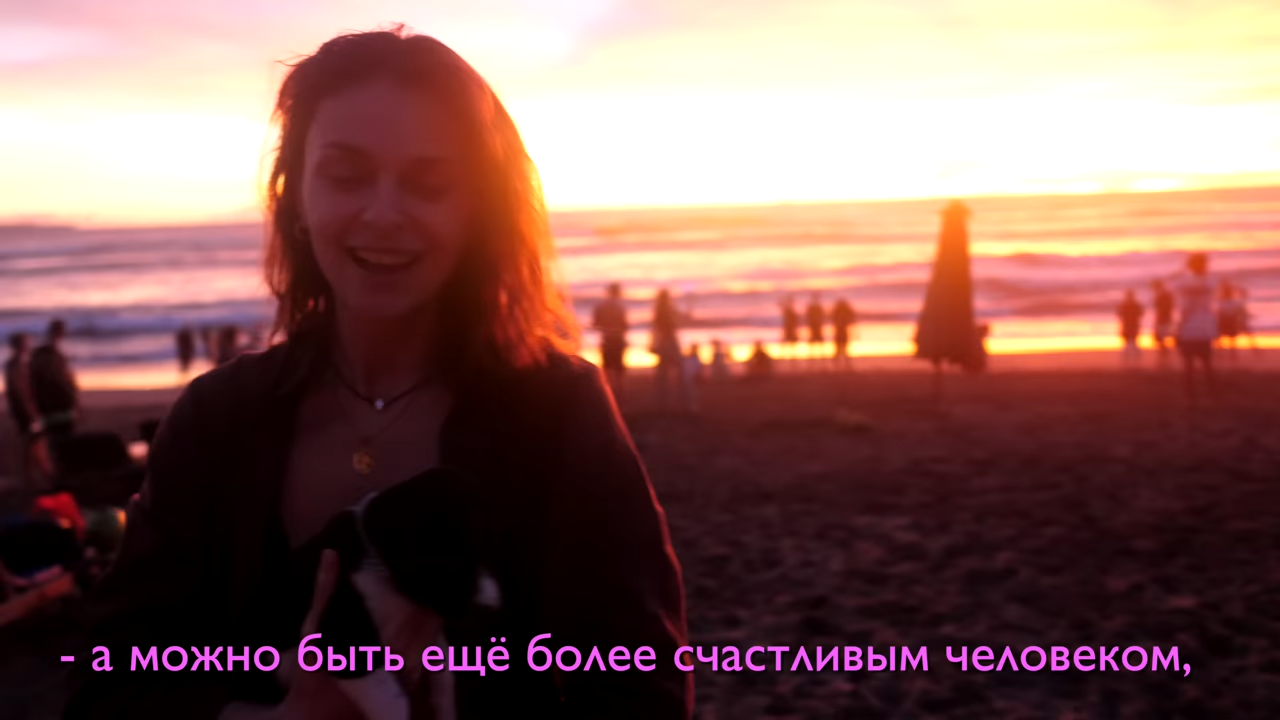 - а можно быть ещё более счастливым человеком,